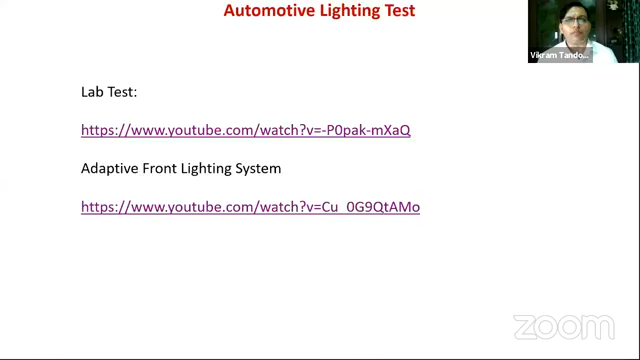 Automotive Lighting Test
Vikram Tando...
Lab Test:
https://www.youtube.com/watch?v=-P0pak-mXaQ
Adaptive Front Lighting System
https://www.youtube.com/watch?v=Cu_0G9QtAMo
zoom